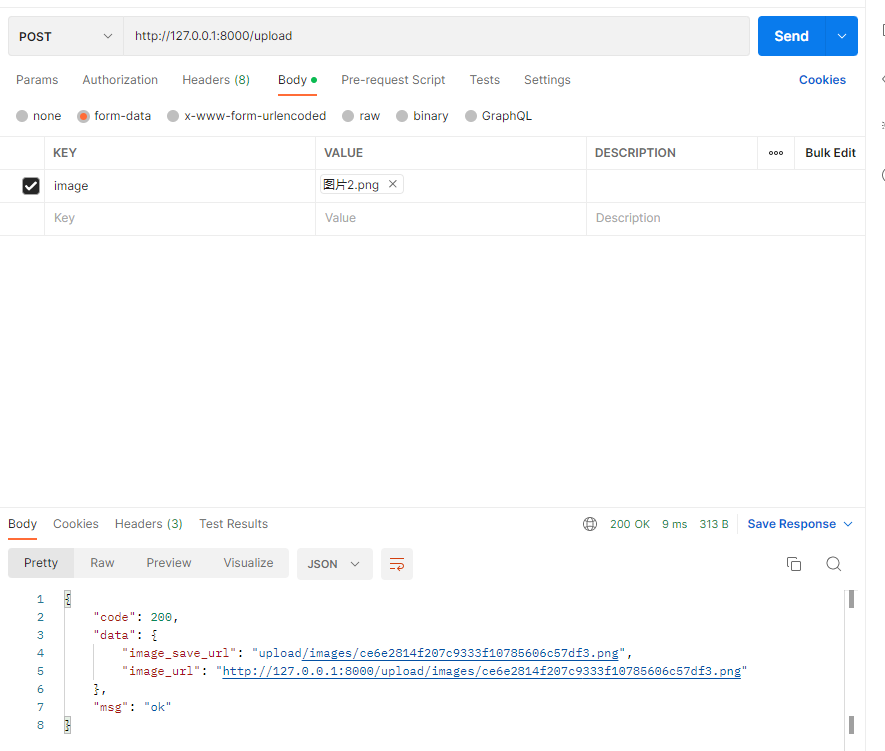 POST http://127.0.0.1:8000/upload Send
Params Authorization Headers (8) Body Pre-request Script Tests Settings Cookies
none form-data x-www-form-urlencoded raw binary GraphQL
KEY VALUE DESCRIPTION ooo Bulk Edit
image 图片2.png ×
Key Value Description
Body Cookies Headers (3) Test Results 200 OK 9 ms 313 B Save Response
Pretty Raw Preview Visualize JSON
1 {
2 "code": 200,
3 "data": {
4 "image_save_url": "upload/images/ce6e2814f207c9333f10785606c57df3.png",
5 "image_url": "http://127.0.0.1:8000/upload/images/ce6e2814f207c9333f10785606c57df3.png"
6 },
7 "msg": "ok"
8 }